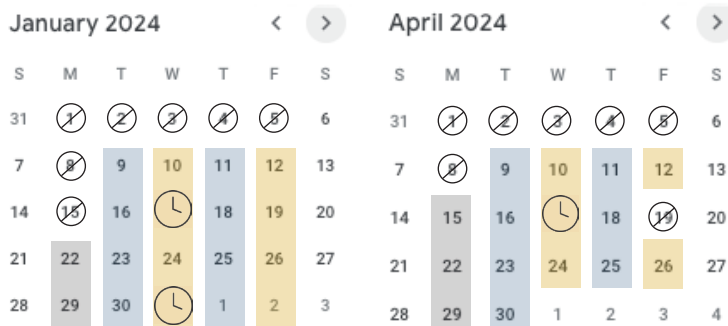 January 2024 < >
S M T W T F S
31 1 2 3 4 5 6
7 8 9 10 11 12 13
14 15 16 18 19 20
21 22 23 24 25 26 27
28 29 30 1 2 3
April 2024 < >
S M T W T F S
31 1 2 3 4 5 6
7 8 9 10 11 12 13
14 15 16 18 19 20
21 22 23 24 25 26 27
28 29 30 1 2 3 4